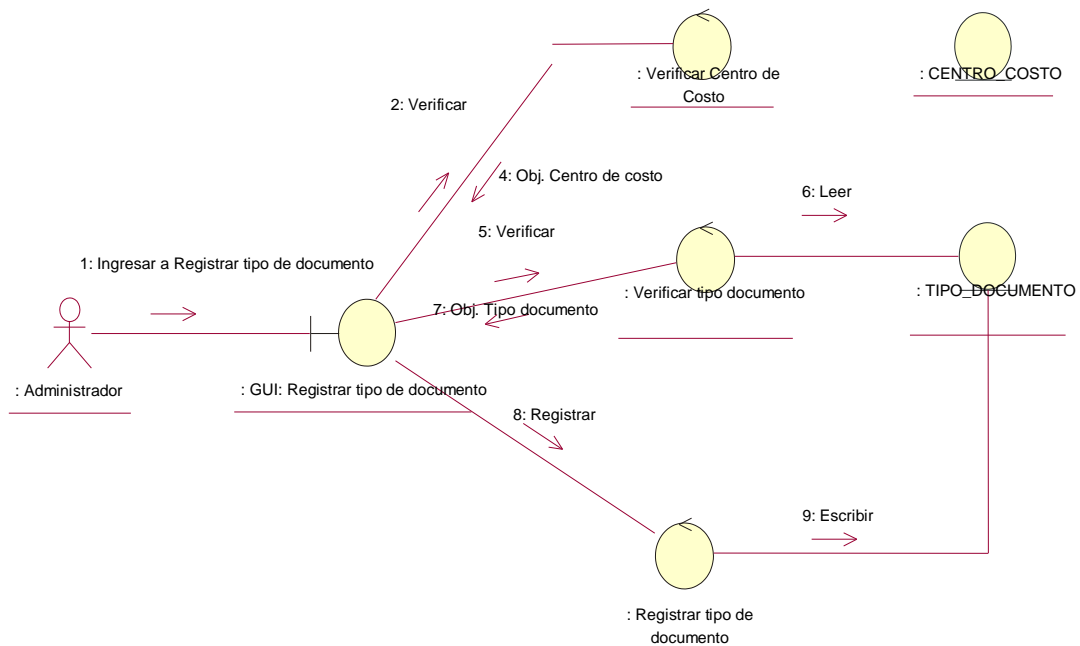 : Verificar Centro de
Costo
: CENTRO_COSTO
2: Verificar
4: Obj. Centro de costo
6: Leer
5: Verificar
1: Ingresar a Registrar tipo de documento
: Verificar tipo documento
: TIPO_DOCUMENTO
7: Obj. Tipo documento
: Administrador
: GUI: Registrar tipo de documento
8: Registrar
9: Escribir
: Registrar tipo de
documento